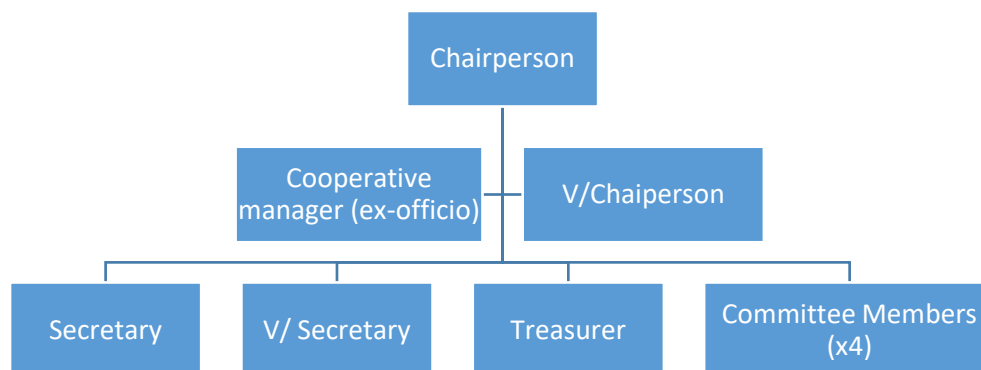 Chairperson
Cooperative
manager (ex-officio)
V/Chaiperson
Secretary
V/ Secretary
Treasurer
Committee Members
(x4)